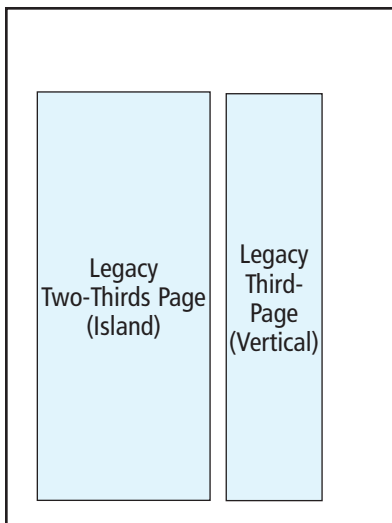 Legacy
Two-Thirds Page
(Island)
Legacy
Third-
Page
(Vertical)